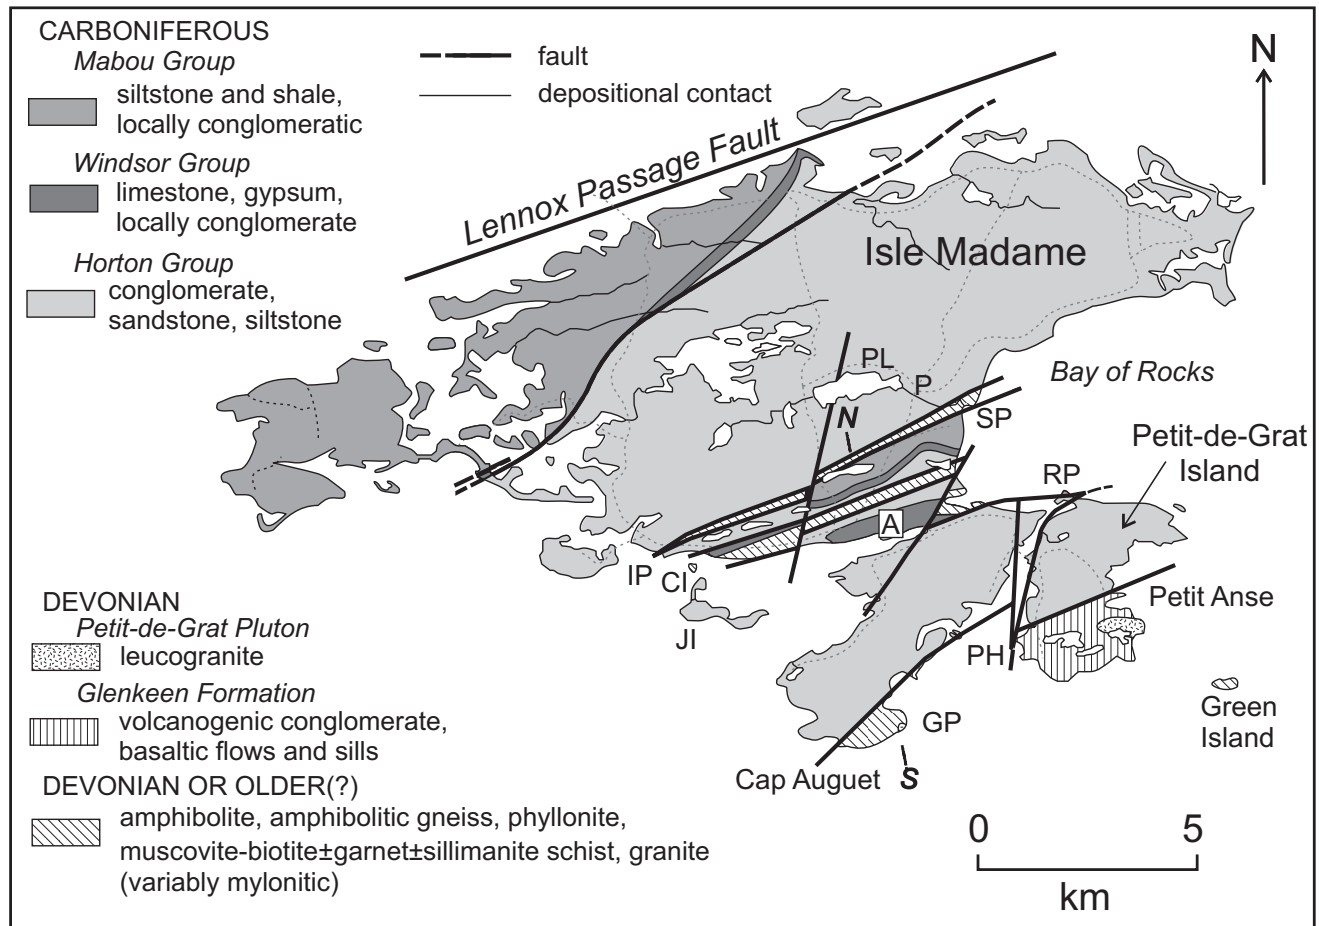 CARBONIFEROUS
Mabou Group
siltstone and shale,
locally conglomeratic
Windsor Group
limestone, gypsum,
locally conglomerate
Horton Group
conglomerate,
sandstone, siltstone
fault
depositional contact
N
Lennox Passage Fault
Isle Madame
PL
P
Bay of Rocks
N
SP
Petit-de-Grat
Island
RP
A
IP
CI
JI
Petit Anse
PH
GP
Green
Island
Cap Auguet
S
DEVONIAN
Petit-de-Grat Pluton
leucogranite
Glenkeen Formation
volcanogenic conglomerate,
basaltic flows and sills
DEVONIAN OR OLDER(?)
amphibolite, amphibolitic gneiss, phyllonite,
muscovite-biotite±garnet±sillimanite schist, granite
(variably mylonitic)
0 5
km